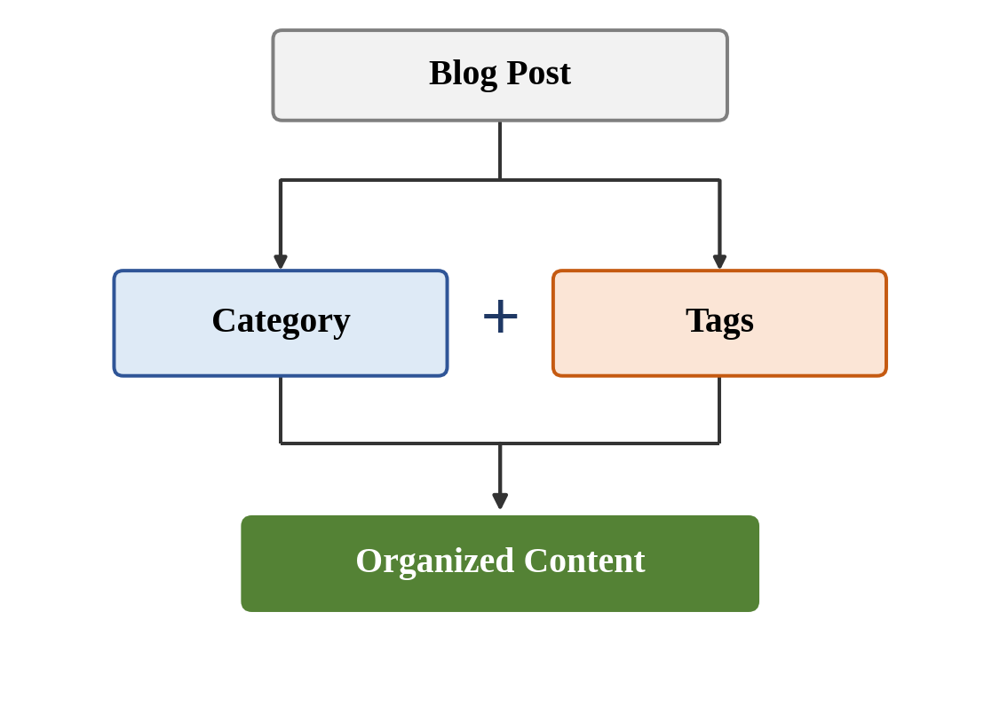 Blog Post
Category + Tags
Organized Content